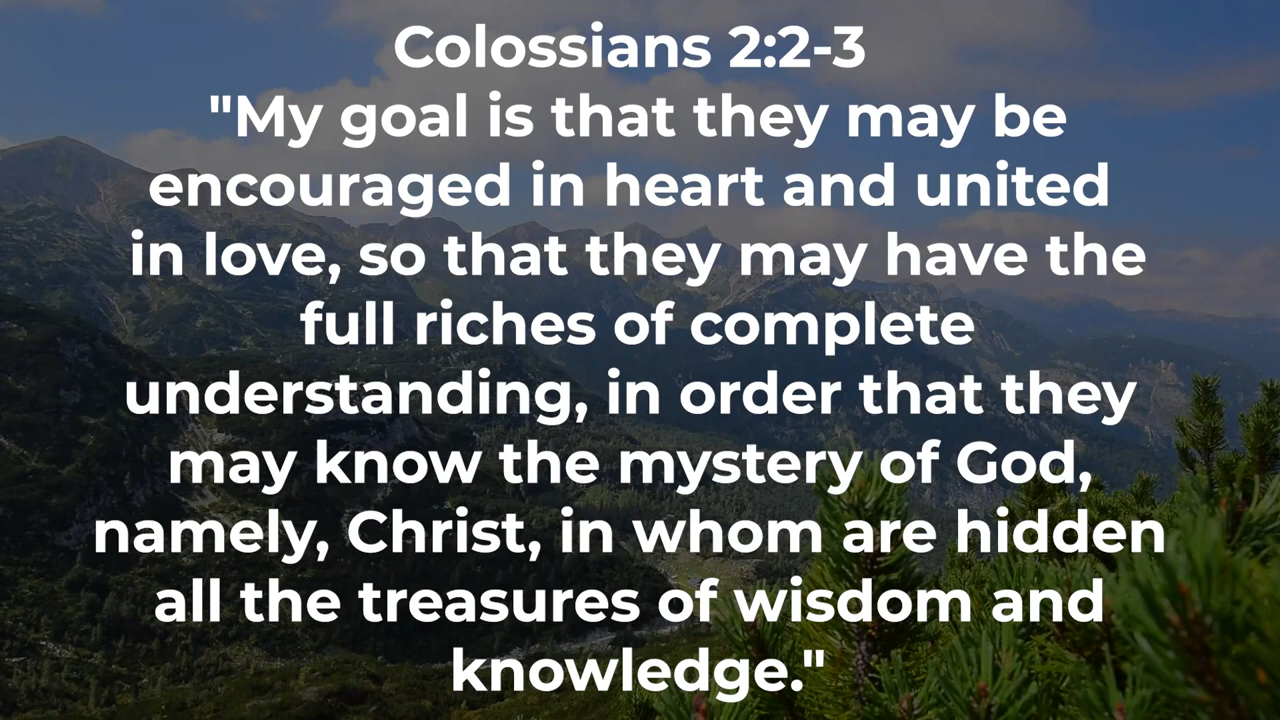 Colossians 2:2-3
"My goal is that they may be
encouraged in heart and united
in love, so that they may have the
full riches of complete
understanding, in order that they
may know the mystery of God,
namely, Christ, in whom are hidden
all the treasures of wisdom and
knowledge."